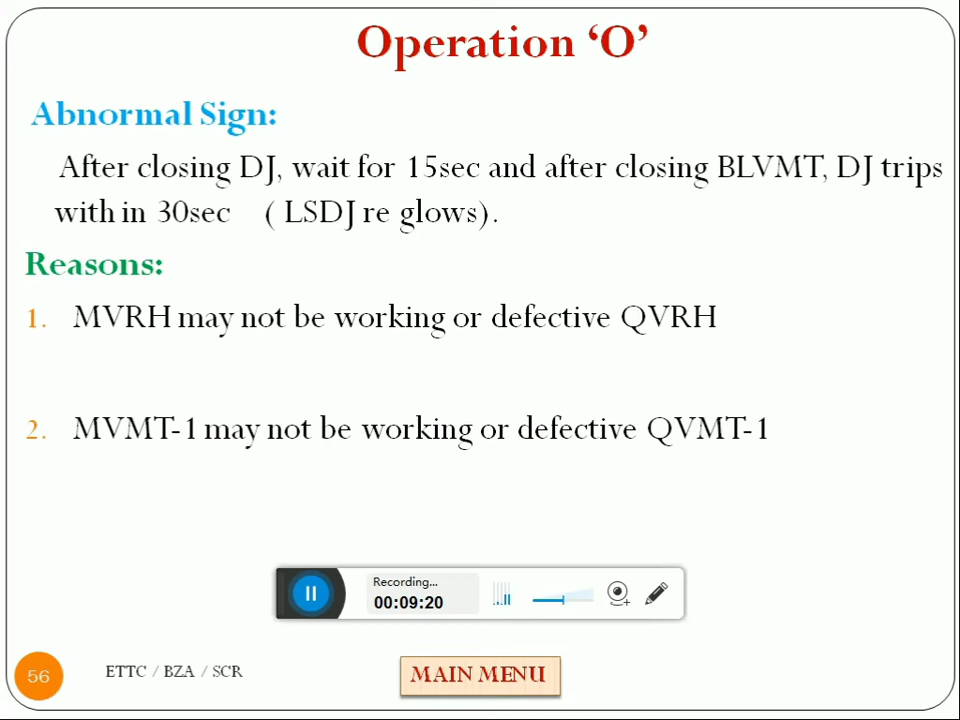 Operation ‘O’
Abnormal Sign:
After closing DJ, wait for 15sec and after closing BLVMT, DJ trips
with in 30sec ( LSDJ re glows).
Reasons:
1. MVRH may not be working or defective QVRH
2. MVMT-1 may not be working or defective QVMT-1
Recording...
00:09:20
56
ETTC / BZA / SCR
MAIN MENU